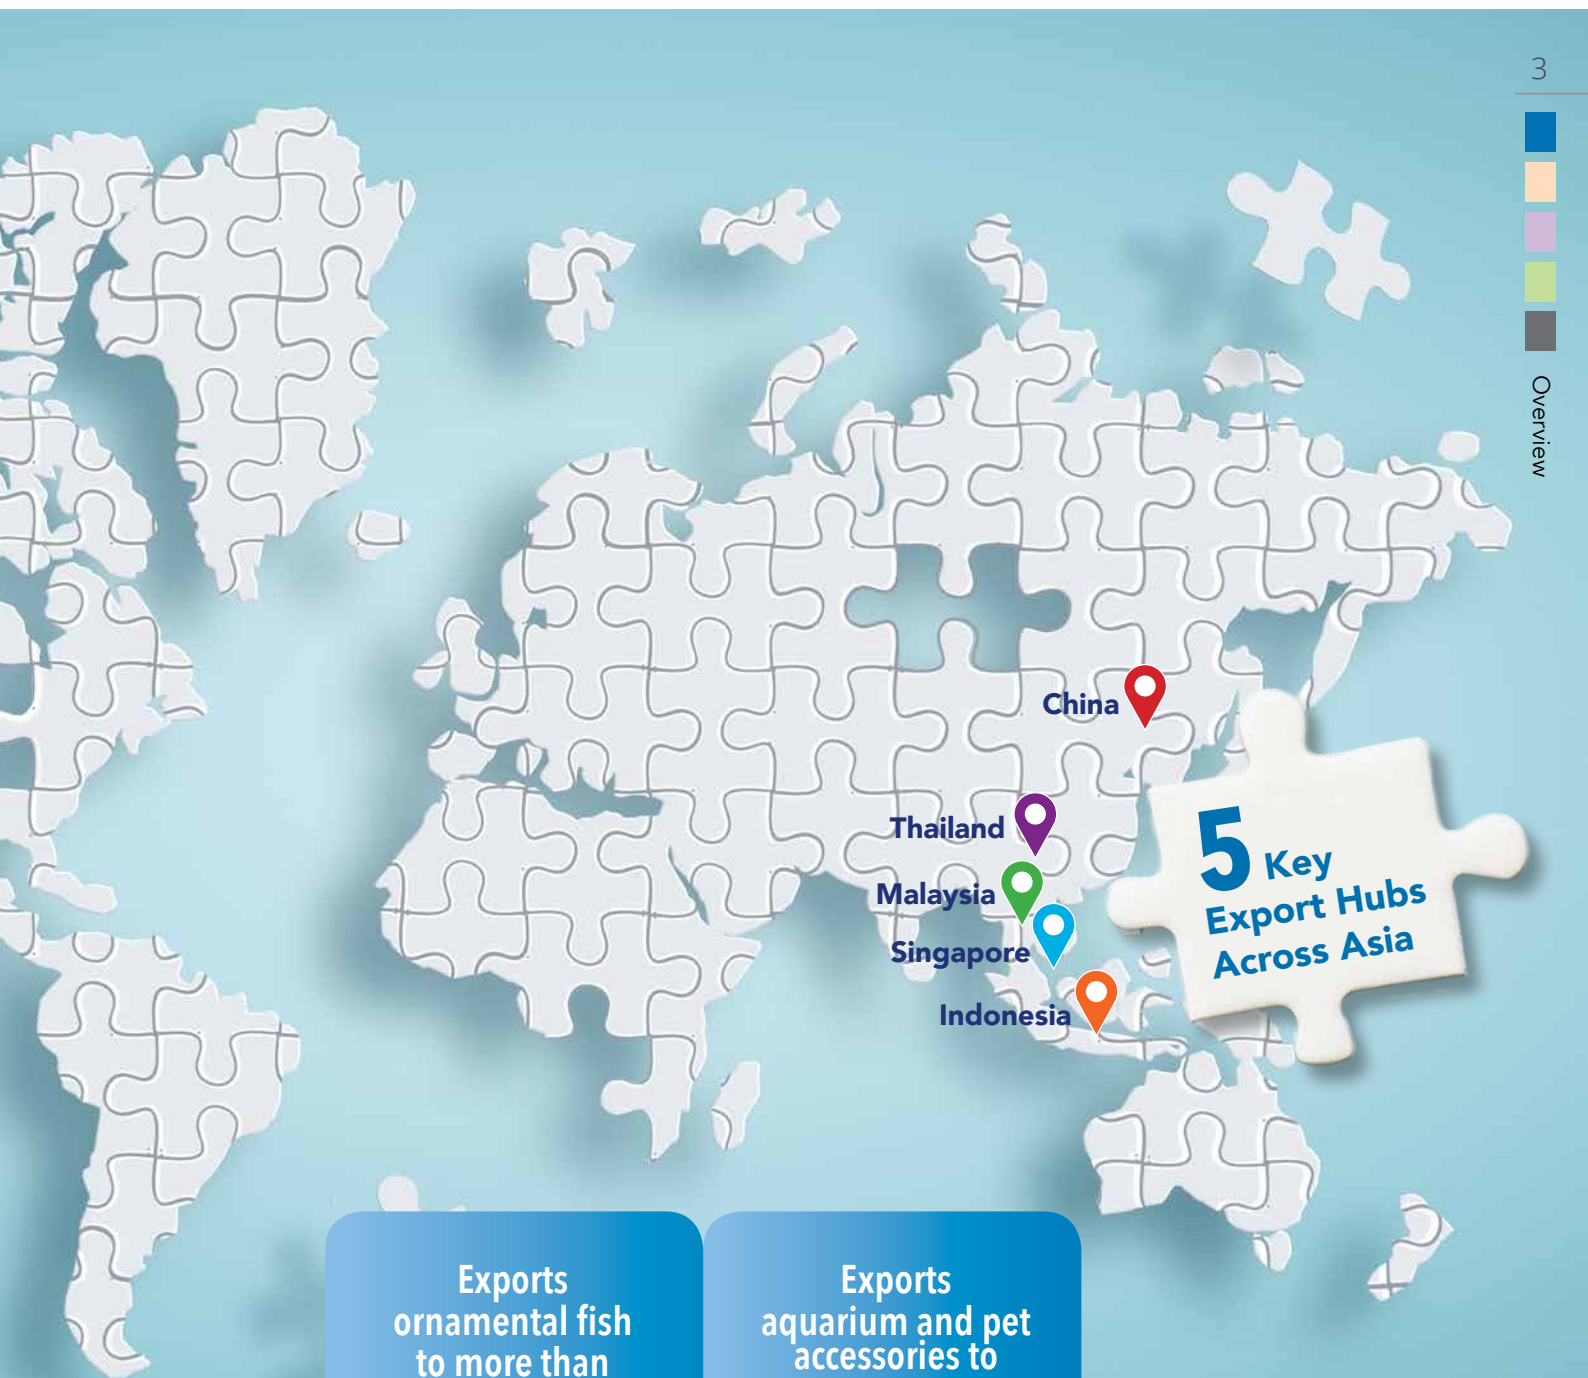 3
Overview
China
Thailand
Malaysia
Singapore
Indonesia
5 Key
Export Hubs
Across Asia
Exports
ornamental fish
to more than
Exports
aquarium and pet
accessories to